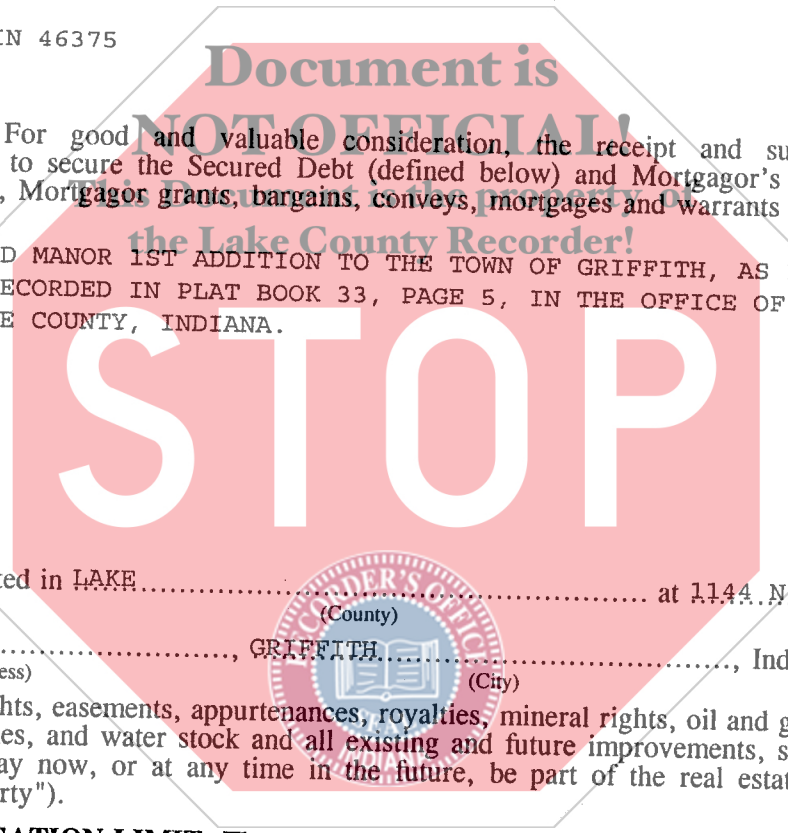 IN 46375
Document is
NOT OFFICIAL!
For good and valuable consideration, the receipt and su
to secure the Secured Debt (defined below) and Mortgagor's
, Mortgagor grants, bargains, conveys, mortgages and warrants
This Document is the property of
the Lake County Recorder!
D MANOR 1ST ADDITION TO THE TOWN OF GRIFFITH, AS
ECORDED IN PLAT BOOK 33, PAGE 5, IN THE OFFICE OF
E COUNTY, INDIANA.
STOP
ted in LAKE at 1144 N
(County)
RECORDER'S OFFICE
SEAL
INDIANA
, GRIFFITH, Ind
ess) (City)
hts, easements, appurtenances, royalties, mineral rights, oil and g
es, and water stock and all existing and future improvements, s
ay now, or at any time in the future, be part of the real estat
rty").